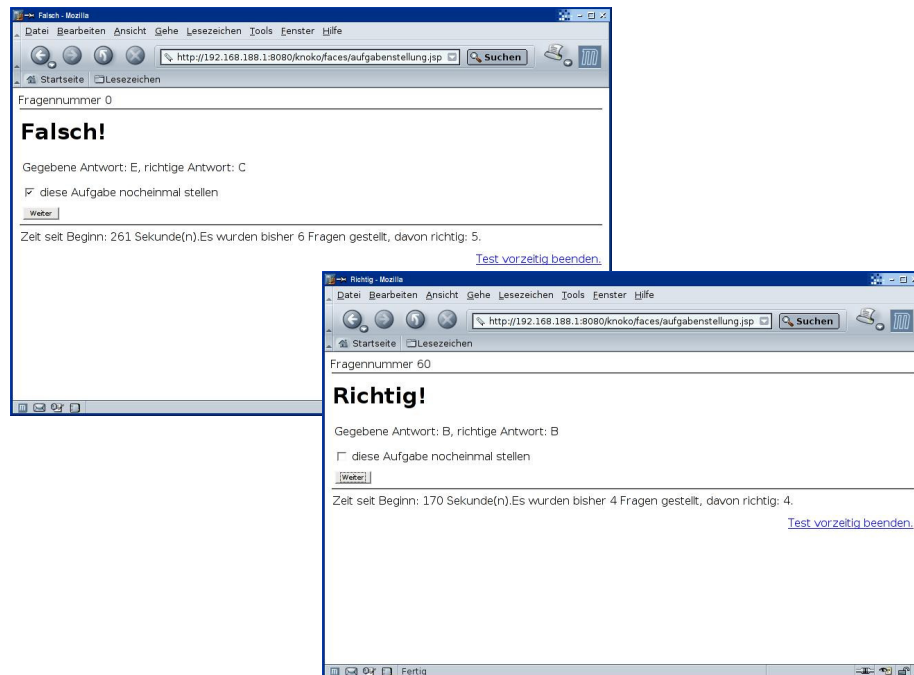 Falsch - Mozilla
Datei Bearbeiten Ansicht Gehe Lesezeichen Tools Fenster Hilfe
http://192.168.188.1:8080/knoko/faces/aufgabenstellung.jsp Suchen
Startseite Lesezeichen
Fragennummer 0
Falsch!
Gegebene Antwort: E, richtige Antwort: C
diese Aufgabe nocheinmal stellen
Weiter
Zeit seit Beginn: 261 Sekunde(n).Es wurden bisher 6 Fragen gestellt, davon richtig: 5.
Test vorzeitig beenden.
Richtig - Mozilla
Datei Bearbeiten Ansicht Gehe Lesezeichen Tools Fenster Hilfe
http://192.168.188.1:8080/knoko/faces/aufgabenstellung.jsp Suchen
Startseite Lesezeichen
Fragennummer 60
Richtig!
Gegebene Antwort: B, richtige Antwort: B
diese Aufgabe nocheinmal stellen
Weiter
Zeit seit Beginn: 170 Sekunde(n).Es wurden bisher 4 Fragen gestellt, davon richtig: 4.
Test vorzeitig beenden.
Fertig